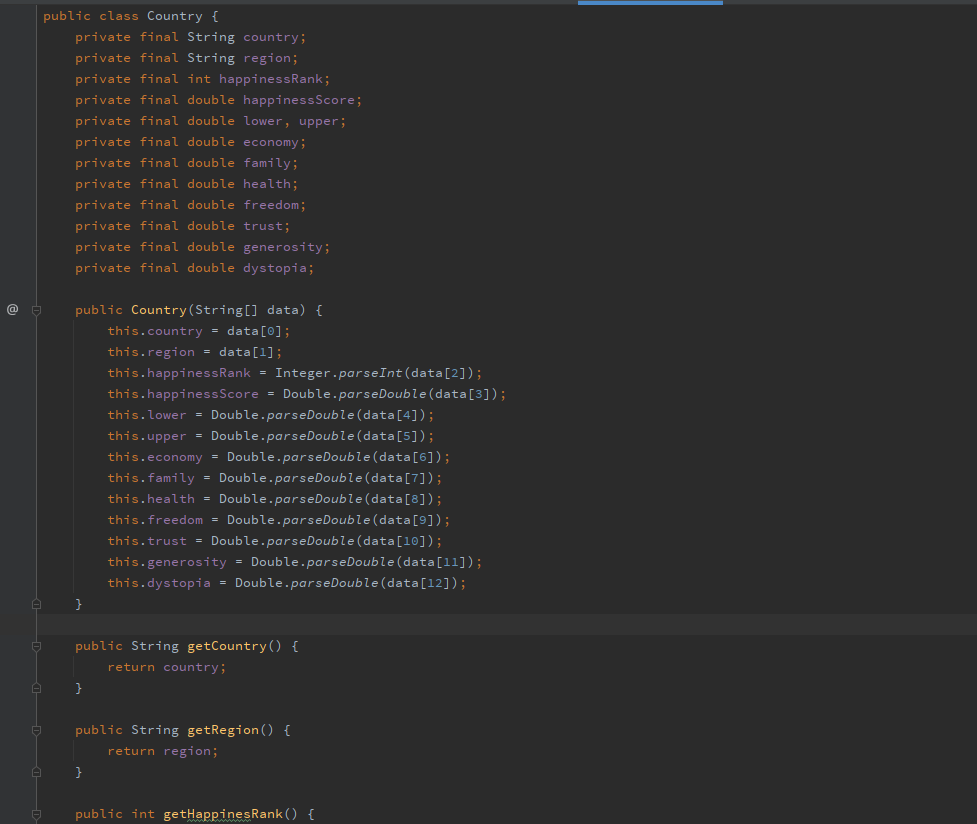 public class Country {
    private final String country;
    private final String region;
    private final int happinessRank;
    private final double happinessScore;
    private final double lower, upper;
    private final double economy;
    private final double family;
    private final double health;
    private final double freedom;
    private final double trust;
    private final double generosity;
    private final double dystopia;
@
    public Country(String[] data) {
        this.country = data[0];
        this.region = data[1];
        this.happinessRank = Integer.parseInt(data[2]);
        this.happinessScore = Double.parseDouble(data[3]);
        this.lower = Double.parseDouble(data[4]);
        this.upper = Double.parseDouble(data[5]);
        this.economy = Double.parseDouble(data[6]);
        this.family = Double.parseDouble(data[7]);
        this.health = Double.parseDouble(data[8]);
        this.freedom = Double.parseDouble(data[9]);
        this.trust = Double.parseDouble(data[10]);
        this.generosity = Double.parseDouble(data[11]);
        this.dystopia = Double.parseDouble(data[12]);
    }
    public String getCountry() {
        return country;
    }
    public String getRegion() {
        return region;
    }
    public int getHappinesRank() {